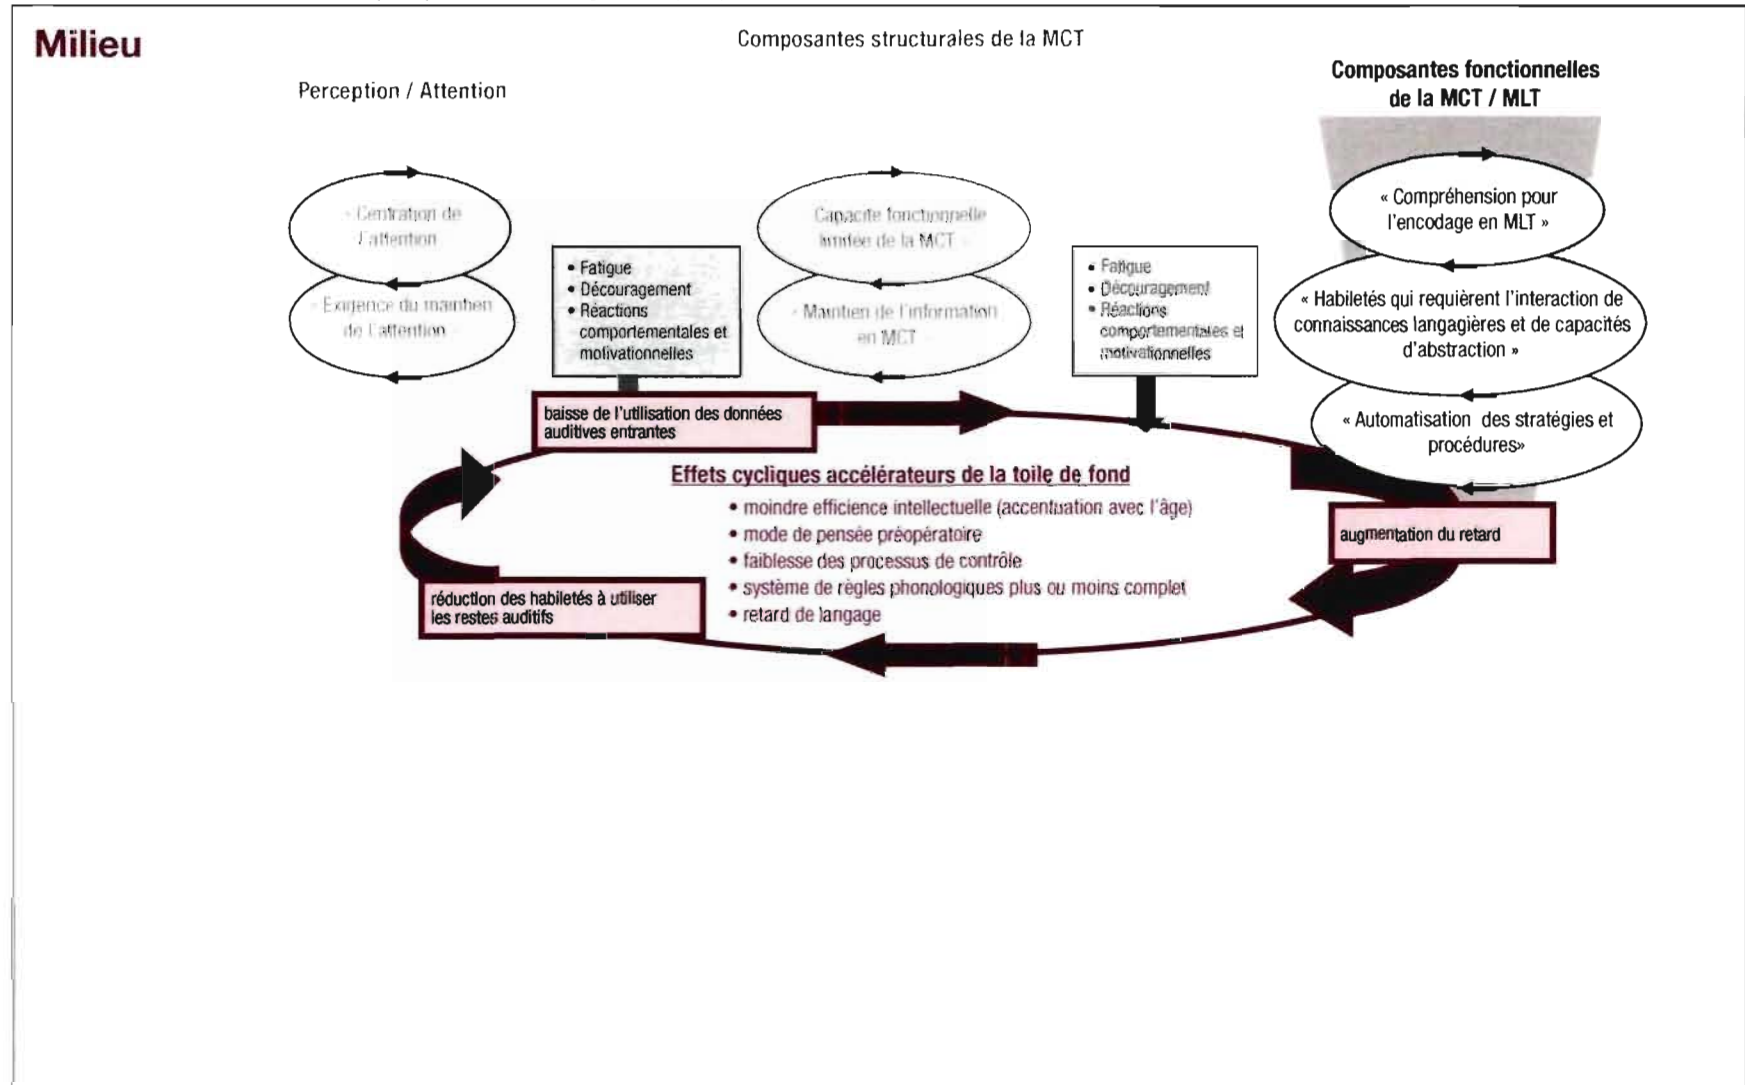 Milieu
Composantes structurales de la MCT
Perception / Attention
Composantes fonctionnelles
de la MCT / MLT
- Centration de
l'attention
- Exigence du maintien
de l'attention -
• Fatigue
• Découragement
• Réactions
comportementales et
motivationnelles
Capacité fonctionnelle
limitée de la MCT -
- Maintien de l'information
en MCT -
• Fatigue
• Découragement
• Réactions
comportementales et
motivationnelles
« Compréhension pour
l'encodage en MLT »
« Habiletés qui requièrent l'interaction de
connaissances langagières et de capacités
d'abstraction »
« Automatisation des stratégies et
procédures»
baisse de l'utilisation des données
auditives entrantes
Effets cycliques accélérateurs de la toile de fond
• moindre efficience intellectuelle (accentuation avec l'âge)
• mode de pensée préopératoire
• faiblesse des processus de contrôle
• système de règles phonologiques plus ou moins complet
• retard de langage
augmentation du retard
réduction des habiletés à utiliser
les restes auditifs